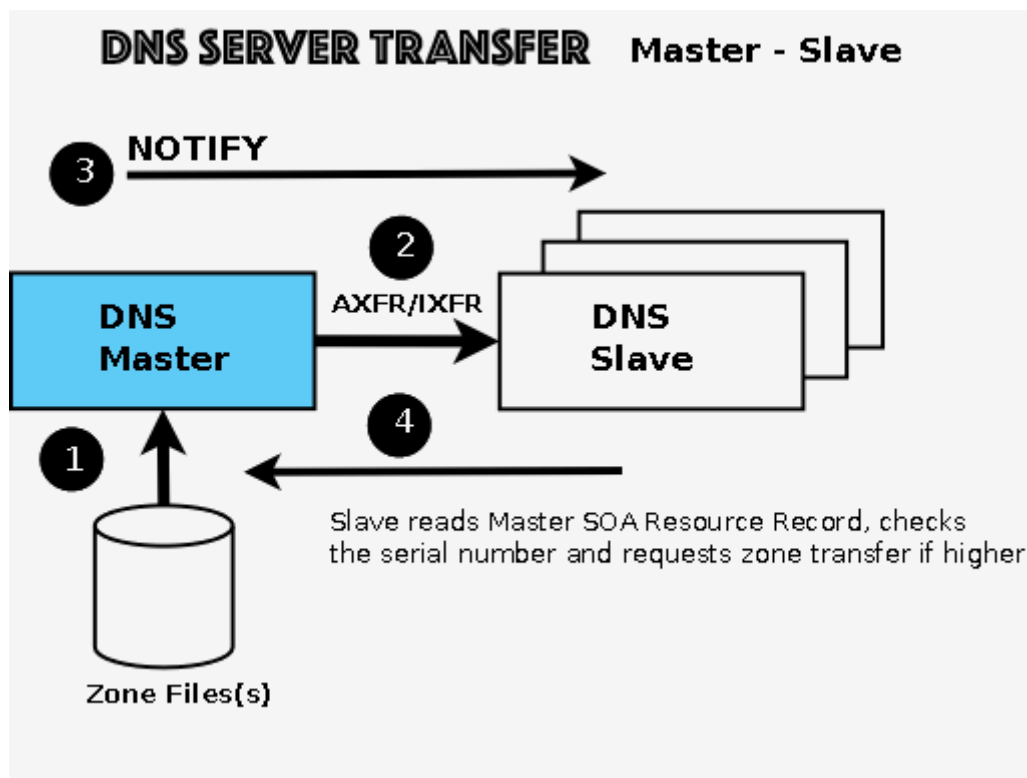 DNS SERVER TRANSFER Master - Slave
3 NOTIFY
2
AXFR/IXFR
DNS
Master
DNS
Slave
1
4
Slave reads Master SOA Resource Record, checks
the serial number and requests zone transfer if higher
Zone Files(s)